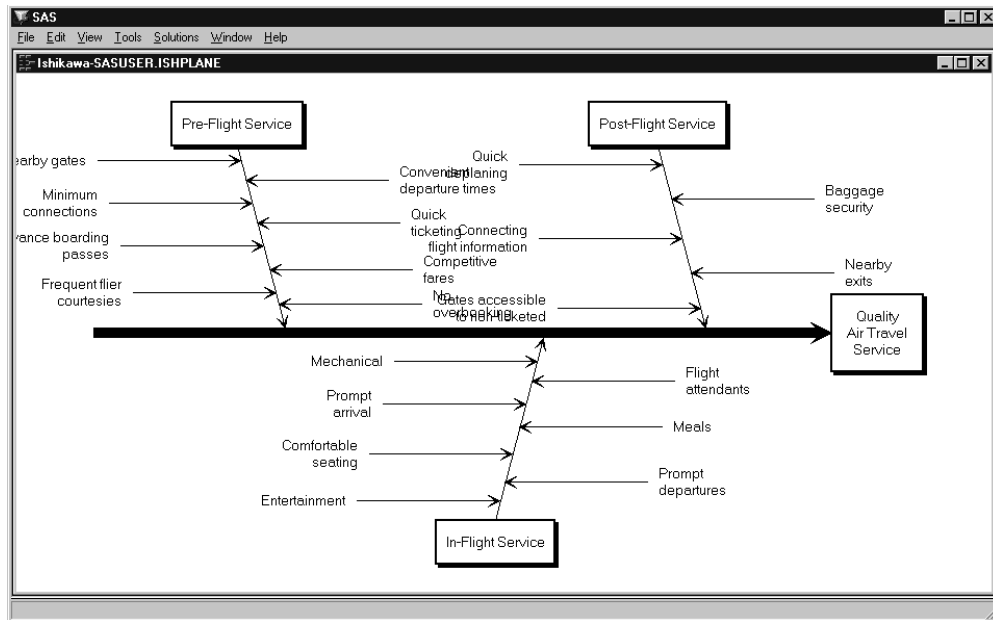 SAS
File Edit View Tools Solutions Window Help
Ishikawa-SASUSER.ISHPLANE
Pre-Flight Service
Post-Flight Service
earby gates
Convenient
departure times
Minimum
connections
Quick
ticketing
vance boarding
passes
Competitive
fares
Frequent flier
courtesies
No
overbooking
Quick
deplaning
Baggage
security
Connecting
flight information
Nearby
exits
Gates accessible
to non-ticketed
Quality
Air Travel
Service
Mechanical
Flight
attendants
Prompt
arrival
Meals
Comfortable
seating
Prompt
departures
Entertainment
In-Flight Service